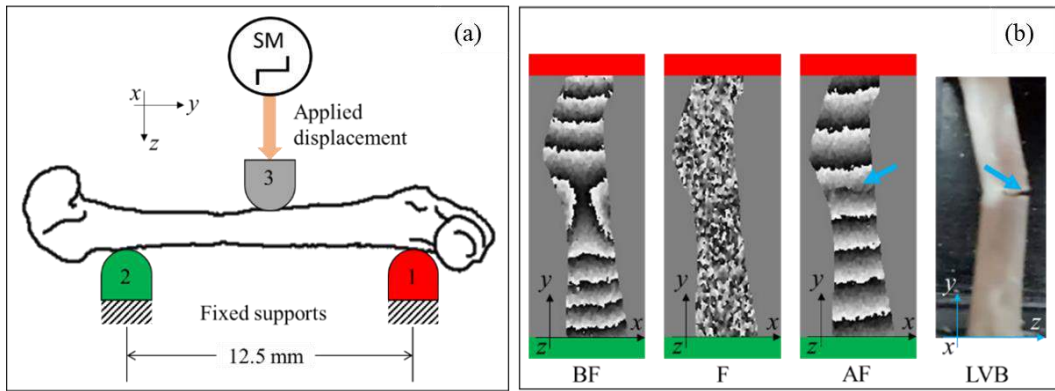 (a)
SM
x
y
z
Applied
displacement
3
2
1
Fixed supports
12.5 mm
(b)
y
x
z
y
x
z
y
x
z
y
z
x
BF
F
AF
LVB